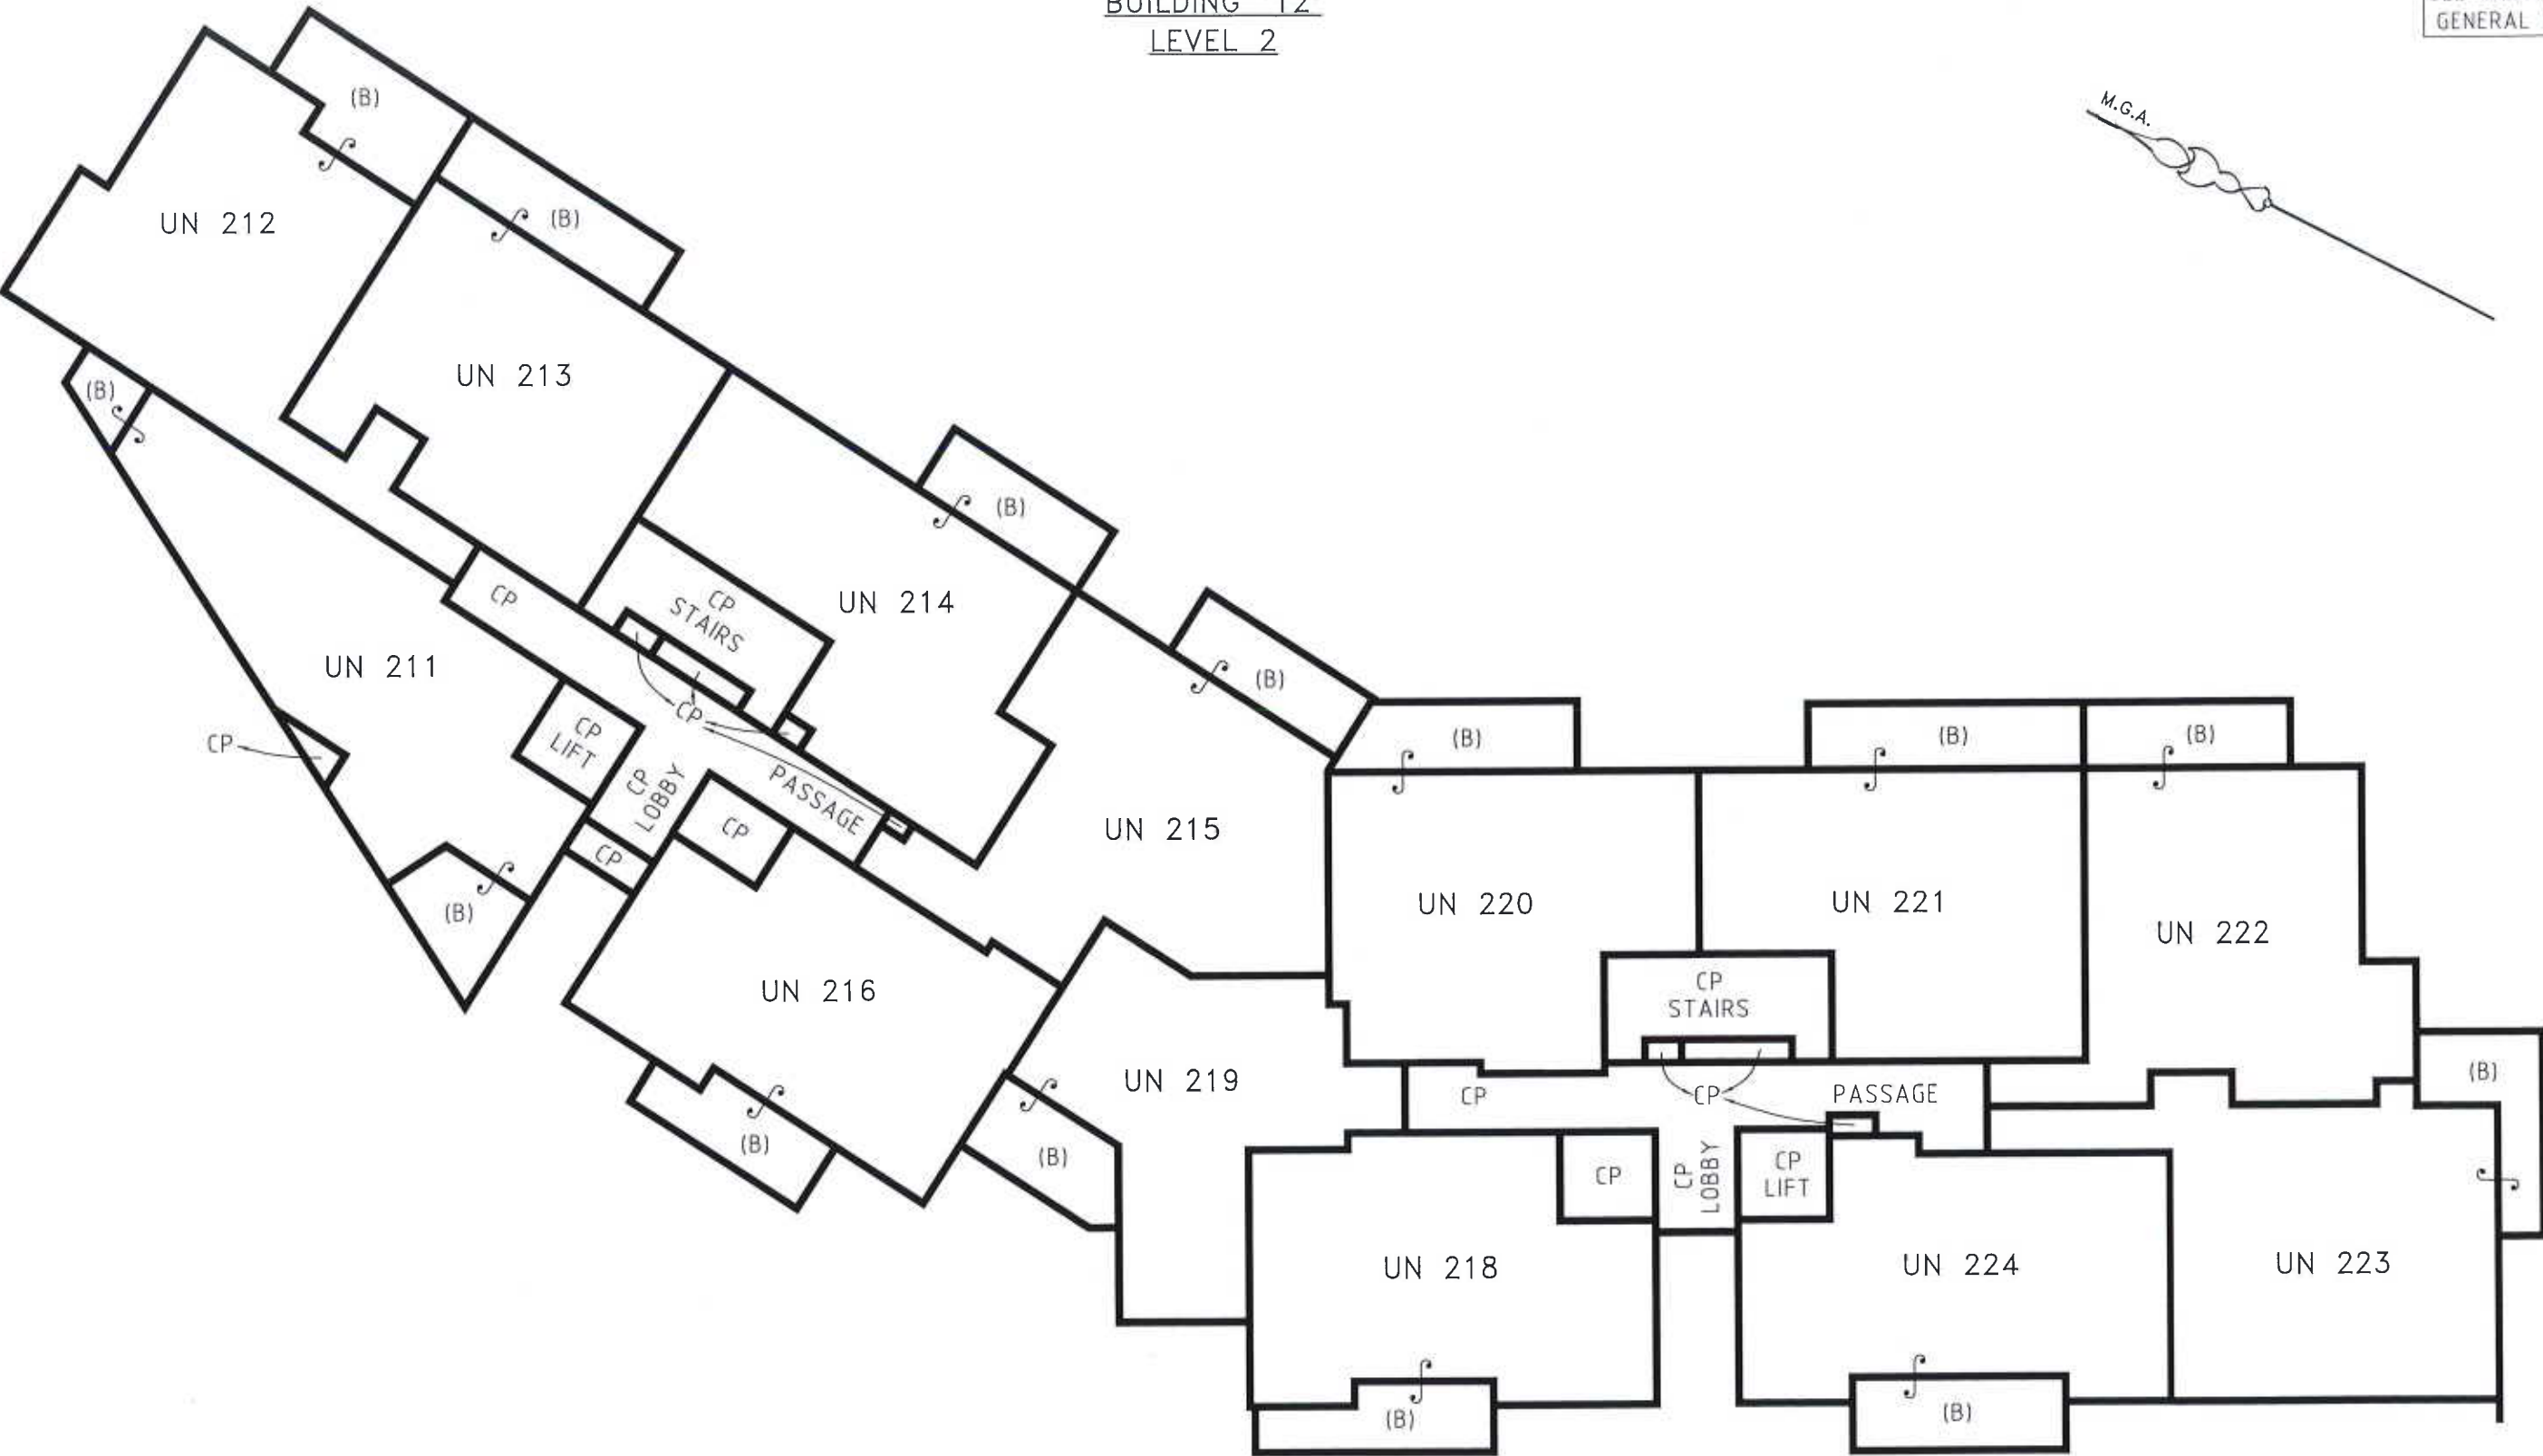 BUILDING 12
LEVEL 2
GENERAL
M.G.A.
(B)
UN 212
(B)
UN 213
(B)
(B)
UN 214
CP
STAIRS
CP
UN 211
CP
CP
LIFT
CP
LOBBY
CP
PASSAGE
CP
CP
(B)
(B)
UN 215
UN 216
(B)
(B)
UN 219
(B)
(B)
(B)
UN 220
UN 221
UN 222
CP
STAIRS
CP
CP
PASSAGE
(B)
CP
CP
LOBBY
CP
LIFT
UN 218
UN 224
UN 223
(B)
(B)